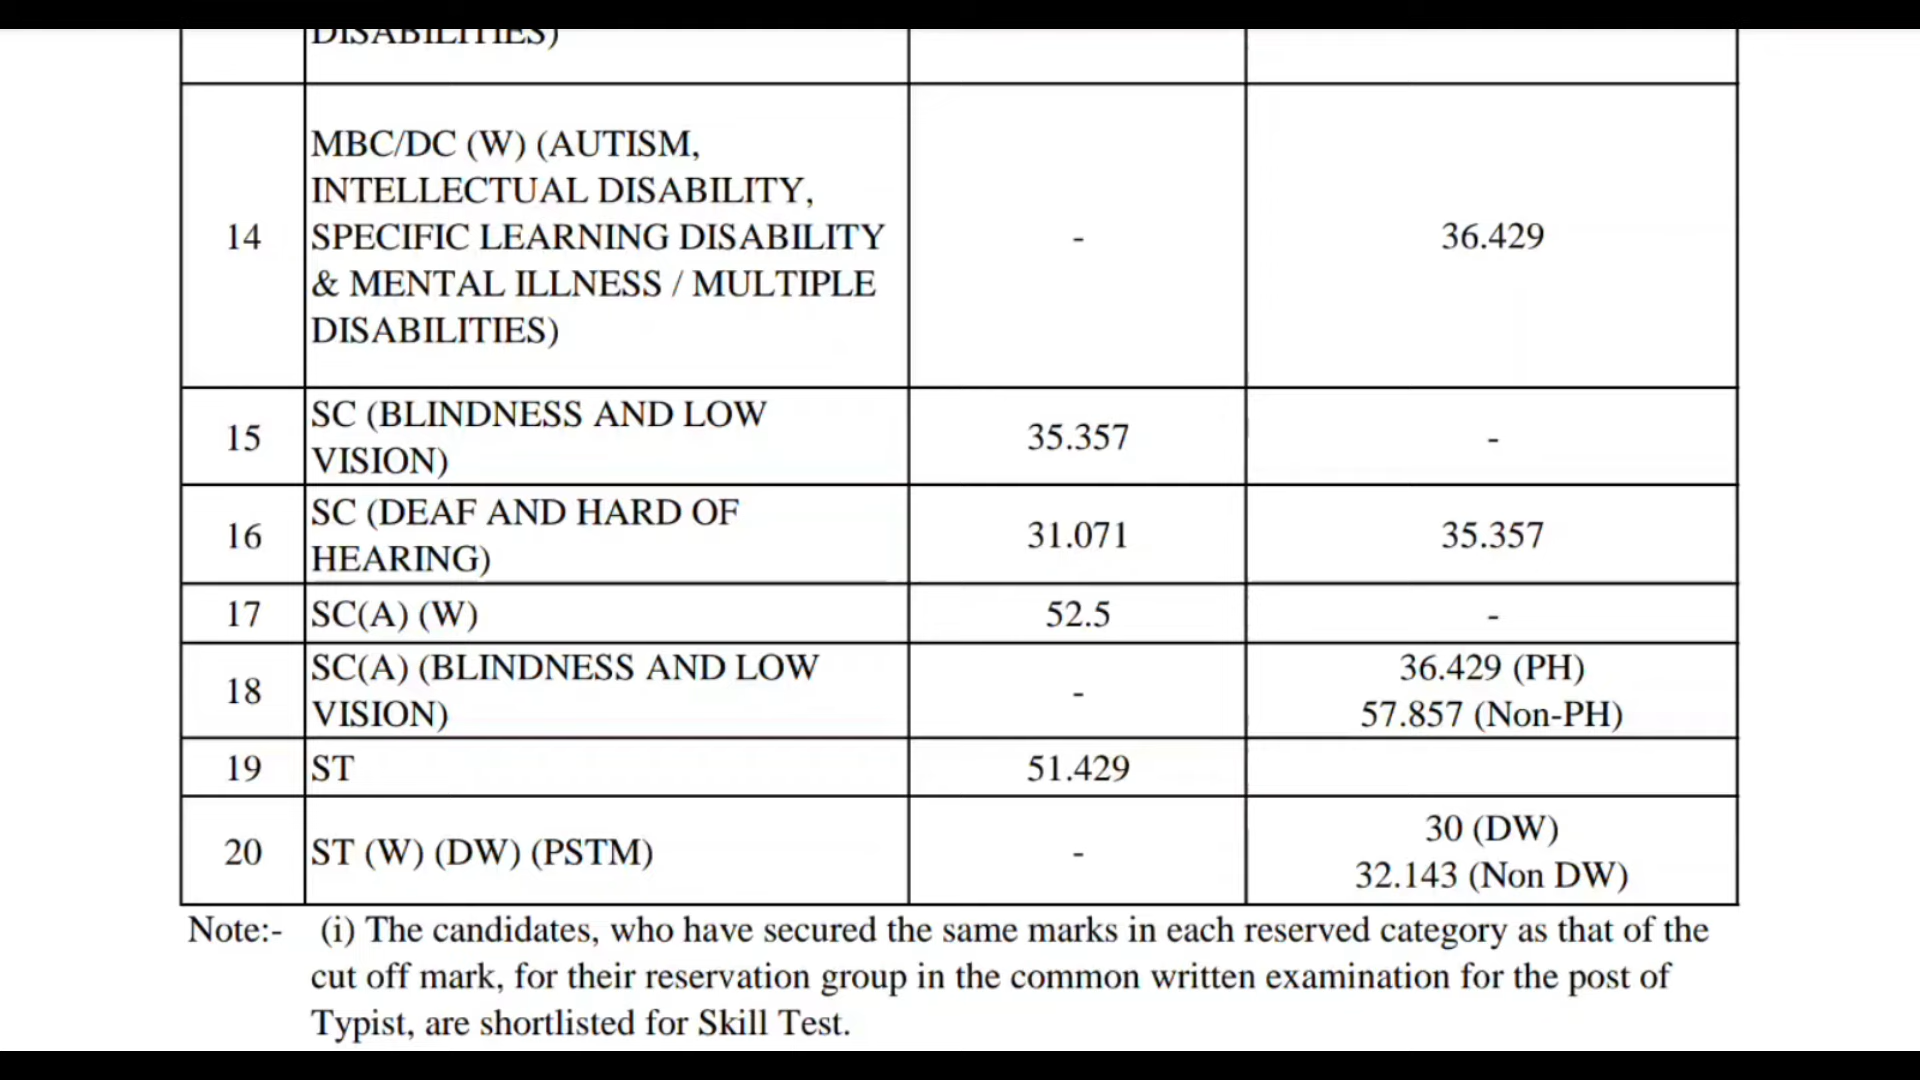 DISABILITIES)
14
MBC/DC (W) (AUTISM,
INTELLECTUAL DISABILITY,
SPECIFIC LEARNING DISABILITY
& MENTAL ILLNESS / MULTIPLE
DISABILITIES)
-
36.429
15
SC (BLINDNESS AND LOW
VISION)
35.357
-
16
SC (DEAF AND HARD OF
HEARING)
31.071
35.357
17
SC(A) (W)
52.5
-
18
SC(A) (BLINDNESS AND LOW
VISION)
-
36.429 (PH)
57.857 (Non-PH)
19
ST
51.429
20
ST (W) (DW) (PSTM)
-
30 (DW)
32.143 (Non DW)
Note:- (i) The candidates, who have secured the same marks in each reserved category as that of the
cut off mark, for their reservation group in the common written examination for the post of
Typist, are shortlisted for Skill Test.